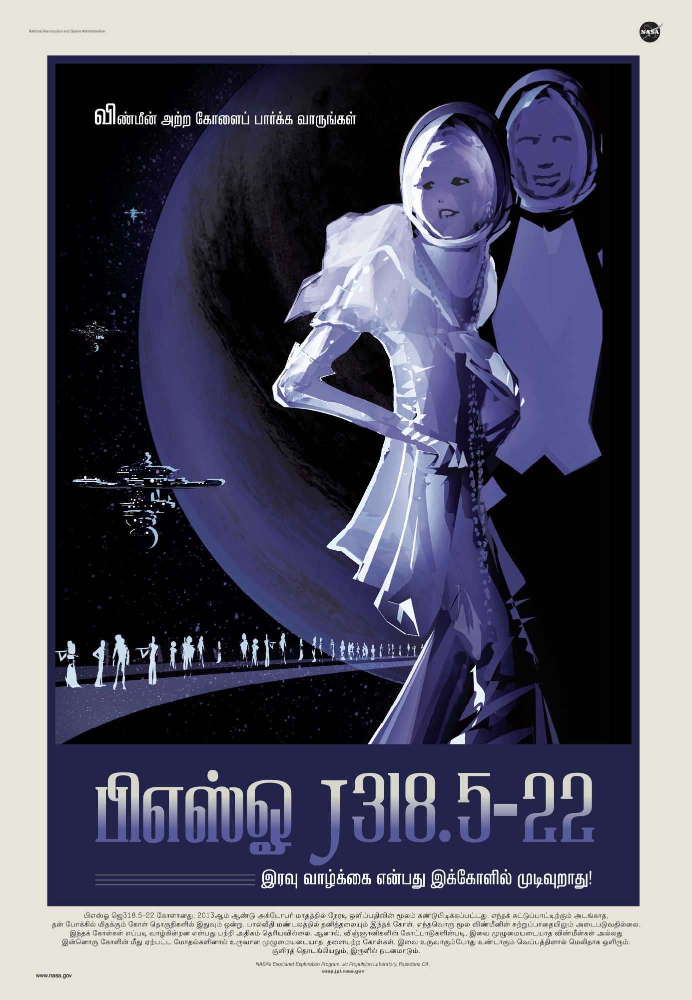 National Aeronautics and Space Administration
NASA
விண்மீன் அற்ற கோளைப் பார்க்க வாருங்கள்
பிஎஸ்ஓ J318.5-22
இரவு வாழ்க்கை என்பது இக்கோளில் முடிவுறாது!
பிஎஸ்ஓ ஜெ318.5-22 கோளானது, 2013ஆம் ஆண்டு அக்டோபர் மாதத்தில் நேரடி ஒளிப்பதிவின் மூலம் கண்டுபிடிக்கப்பட்டது. எந்தக் கட்டுப்பாட்டிற்கும் அடங்காத,
தன் போக்கில் மிதக்கும் கோள் தொகுதிகளில் இதுவும் ஒன்று. பால்வீதி மண்டலத்தில் தனித்தலையும் இந்தக் கோள், எந்தவொரு மூல விண்மீனின் சுற்றுப்பாதையிலும் அடைபடுவதில்லை.
இந்தக் கோள்கள் எப்படி வாழ்கின்றன என்பது பற்றி அதிகம் தெரியவில்லை. ஆனால், விஞ்ஞானிகளின் கோட்பாடுகளின்படி, இவை முழுமையடையாத விண்மீன்கள் அல்லது
இன்னொரு கோளின் மீது ஏற்பட்ட மோதல்களினால் உருவான முழுமையடையாத, தளையற்ற கோள்கள். இவை உருவாகும்போது உண்டாகும் வெப்பத்தினால் மெலிதாக ஒளிரும்.
குளிரத் தொடங்கியதும், இருளில் நடனமாடும்.
NASA's Exoplanet Exploration Program. Jet Propulsion Laboratory, Pasadena CA.
exep.jpl.nasa.gov
www.nasa.gov